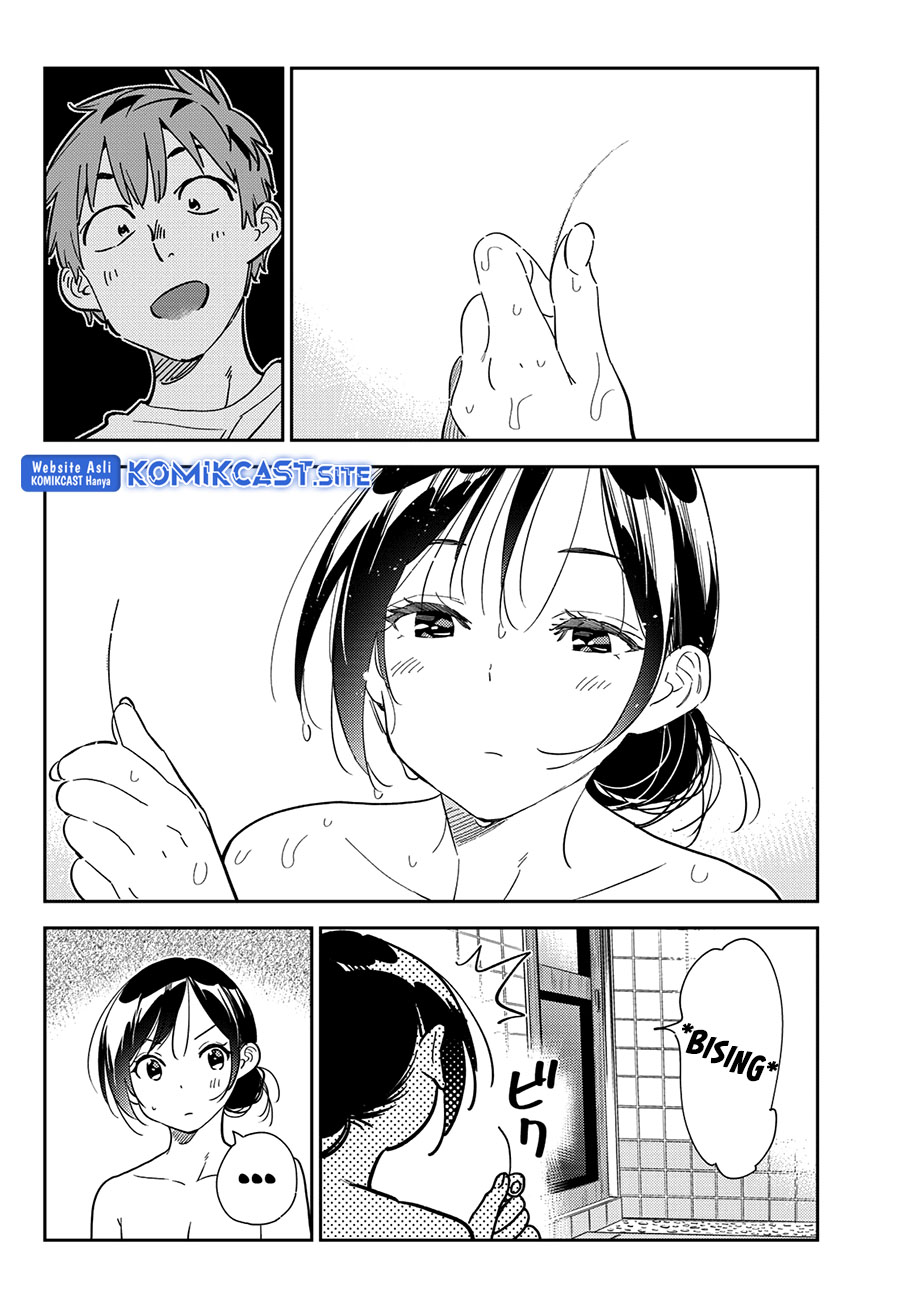 Website Asli
KOMIKCAST Hanya
KOMIKCAST.SITE
*BISING*
ビク
...